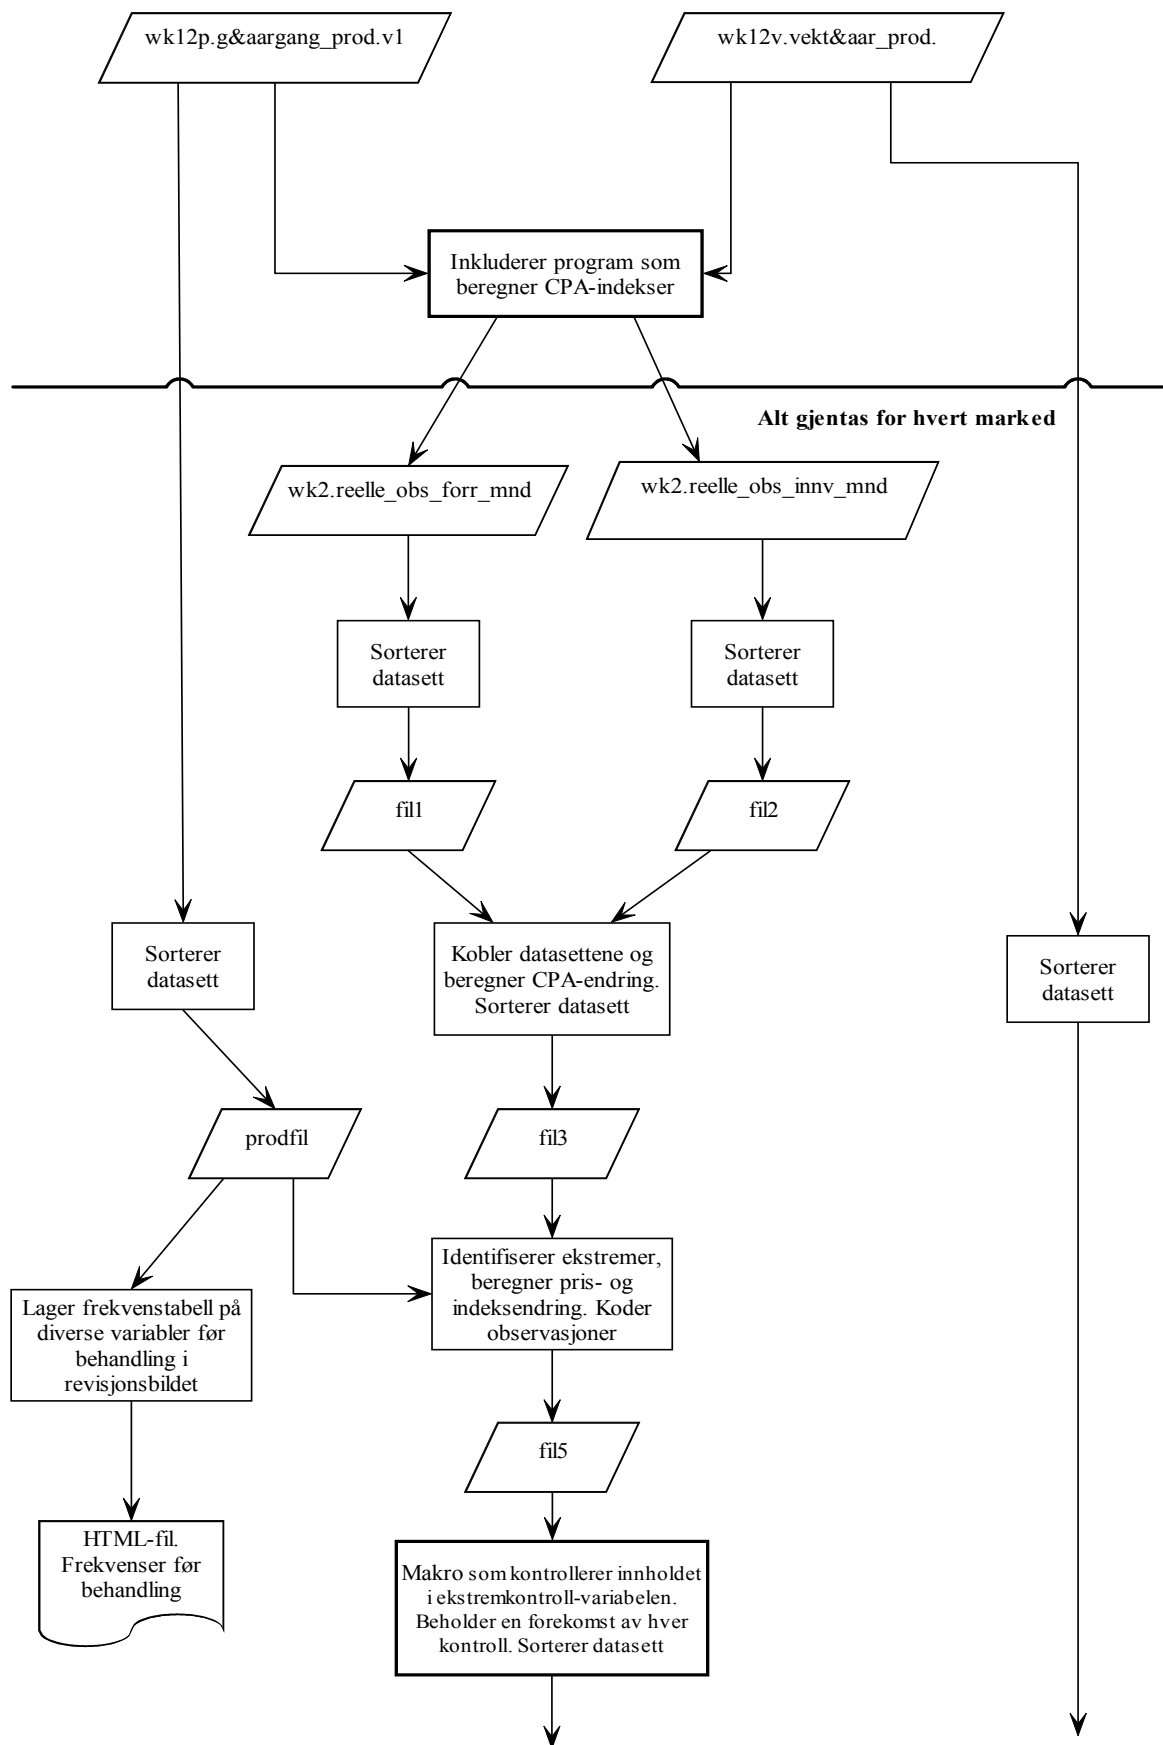 wk12p.g&aargang_prod.v1
wk12v.vekt&aar_prod.
Inkluderer program som
beregner CPA-indekser
Alt gjentas for hvert marked
wk2.reelle_obs_forr_mnd
wk2.reelle_obs_innv_mnd
Sorterer
datasett
Sorterer
datasett
fil1
fil2
Sorterer
datasett
Kobler datasettene og
beregner CPA-endring.
Sorterer datasett
Sorterer
datasett
prodfil
fil3
Identifiserer ekstremer,
beregner pris- og
indeksendring. Koder
observasjoner
Lager frekvenstabell på
diverse variabler før
behandling i
revisjonsbildet
fil5
HTML-fil.
Frekvenser før
behandling
Makro som kontrollerer innholdet
i ekstremkontroll-variabelen.
Beholder en forekomst av hver
kontroll. Sorterer datasett